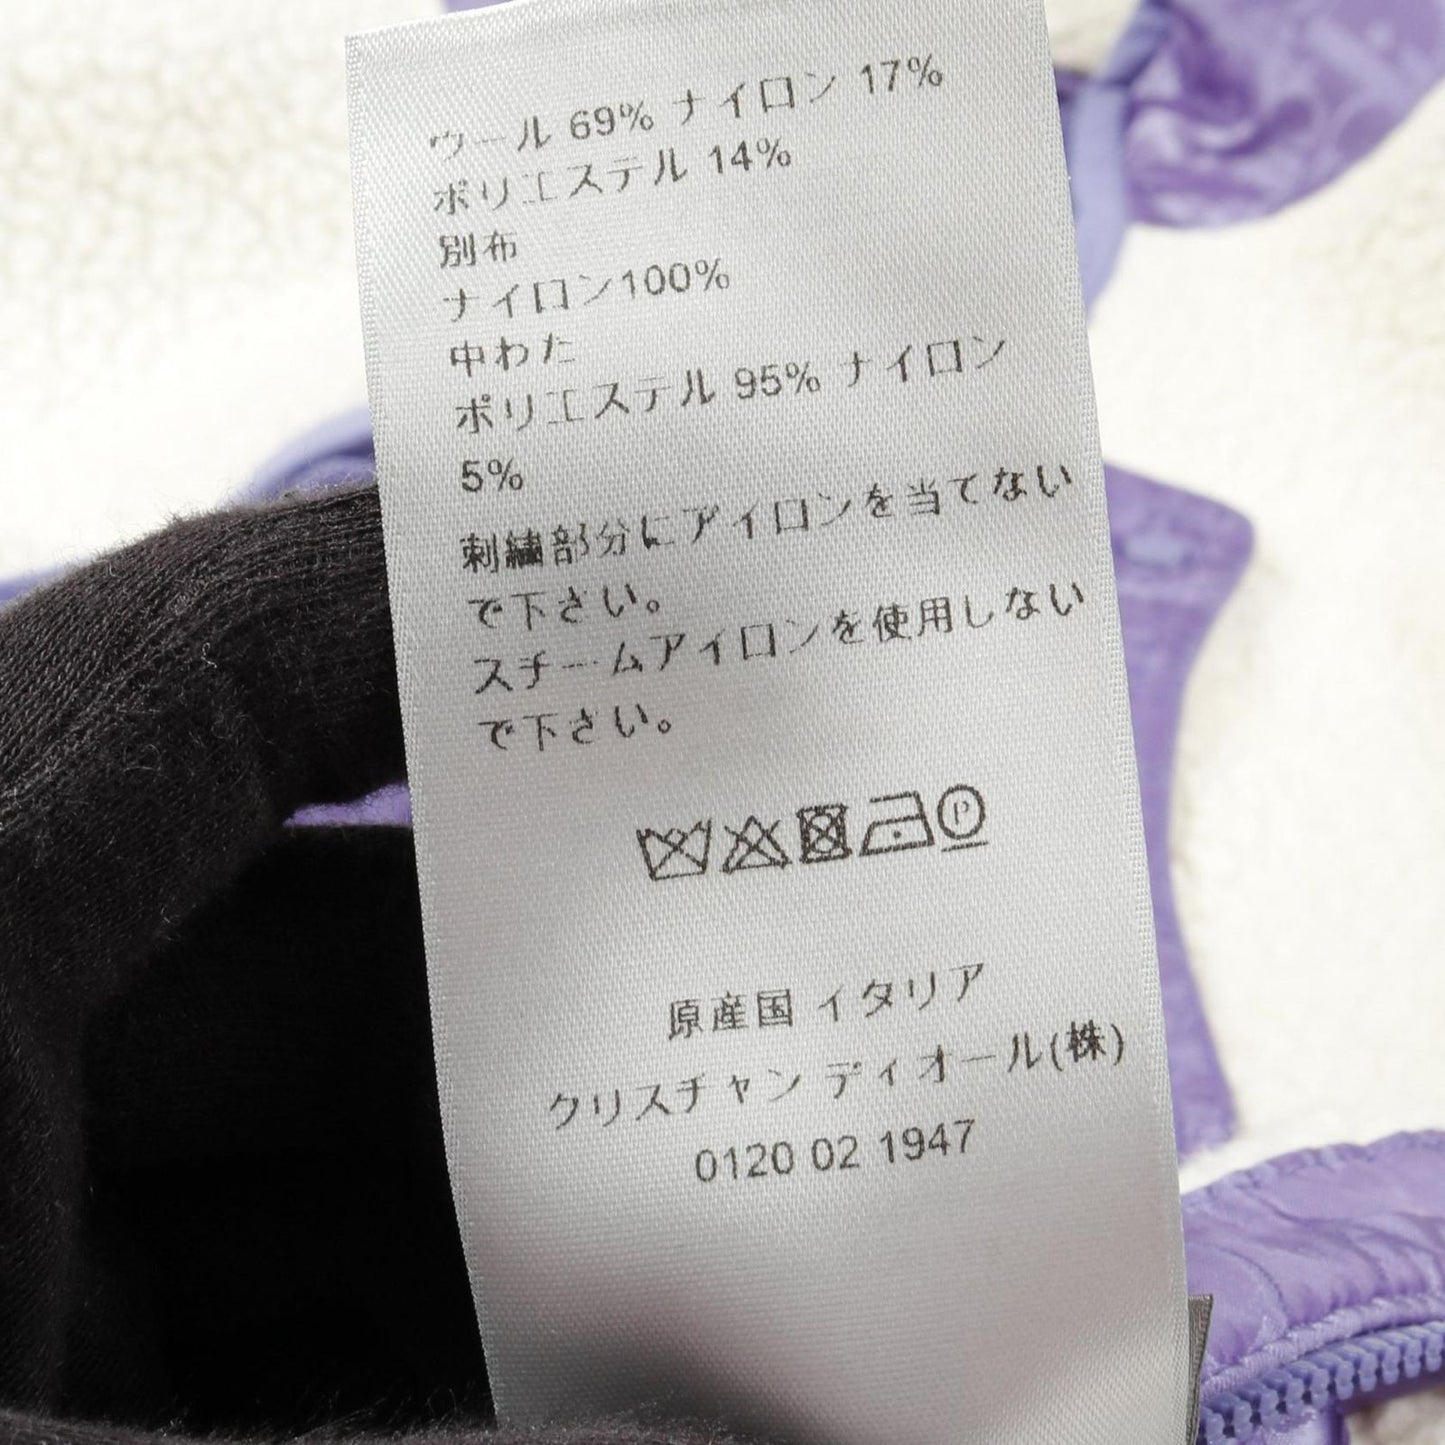 ウール 69% ナイロン 17%
ポリエステル 14%
別布
ナイロン100%
中わた
ポリエステル 95% ナイロン
5%
刺繍部分にアイロンを当てない
で下さい。
スチームアイロンを使用しない
で下さい。
P
原産国 イタリア
クリスチャン ディオール(株)
0120 02 1947